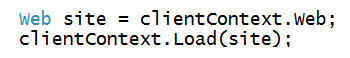 Web site = clientContext.Web;
clientContext.Load(site);